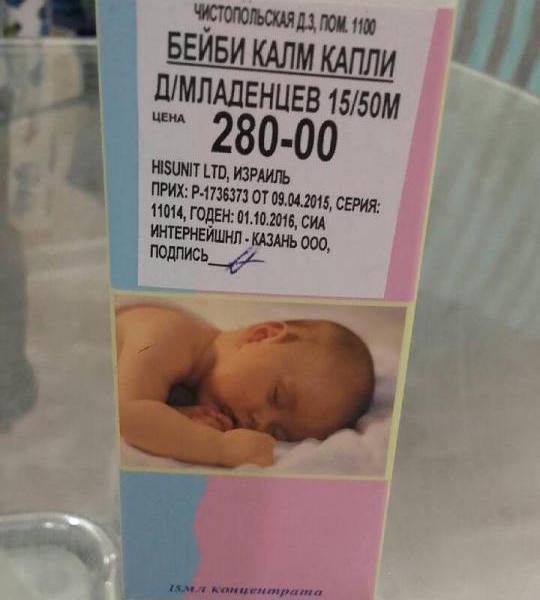 ЧИСТОПОЛЬСКАЯ Д.3, ПОМ. 1100
БЕЙБИ КАЛМ КАПЛИ
Д/МЛАДЕНЦЕВ 15/50М
ЦЕНА 280-00
HISUNIT LTD, ИЗРАИЛЬ
ПРИХ: Р-1736373 ОТ 09.04.2015, СЕРИЯ:
11014, ГОДЕН: 01.10.2016, СИА
ИНТЕРНЕЙШНЛ - КАЗАНЬ ООО,
ПОДПИСЬ
15мл концентрата